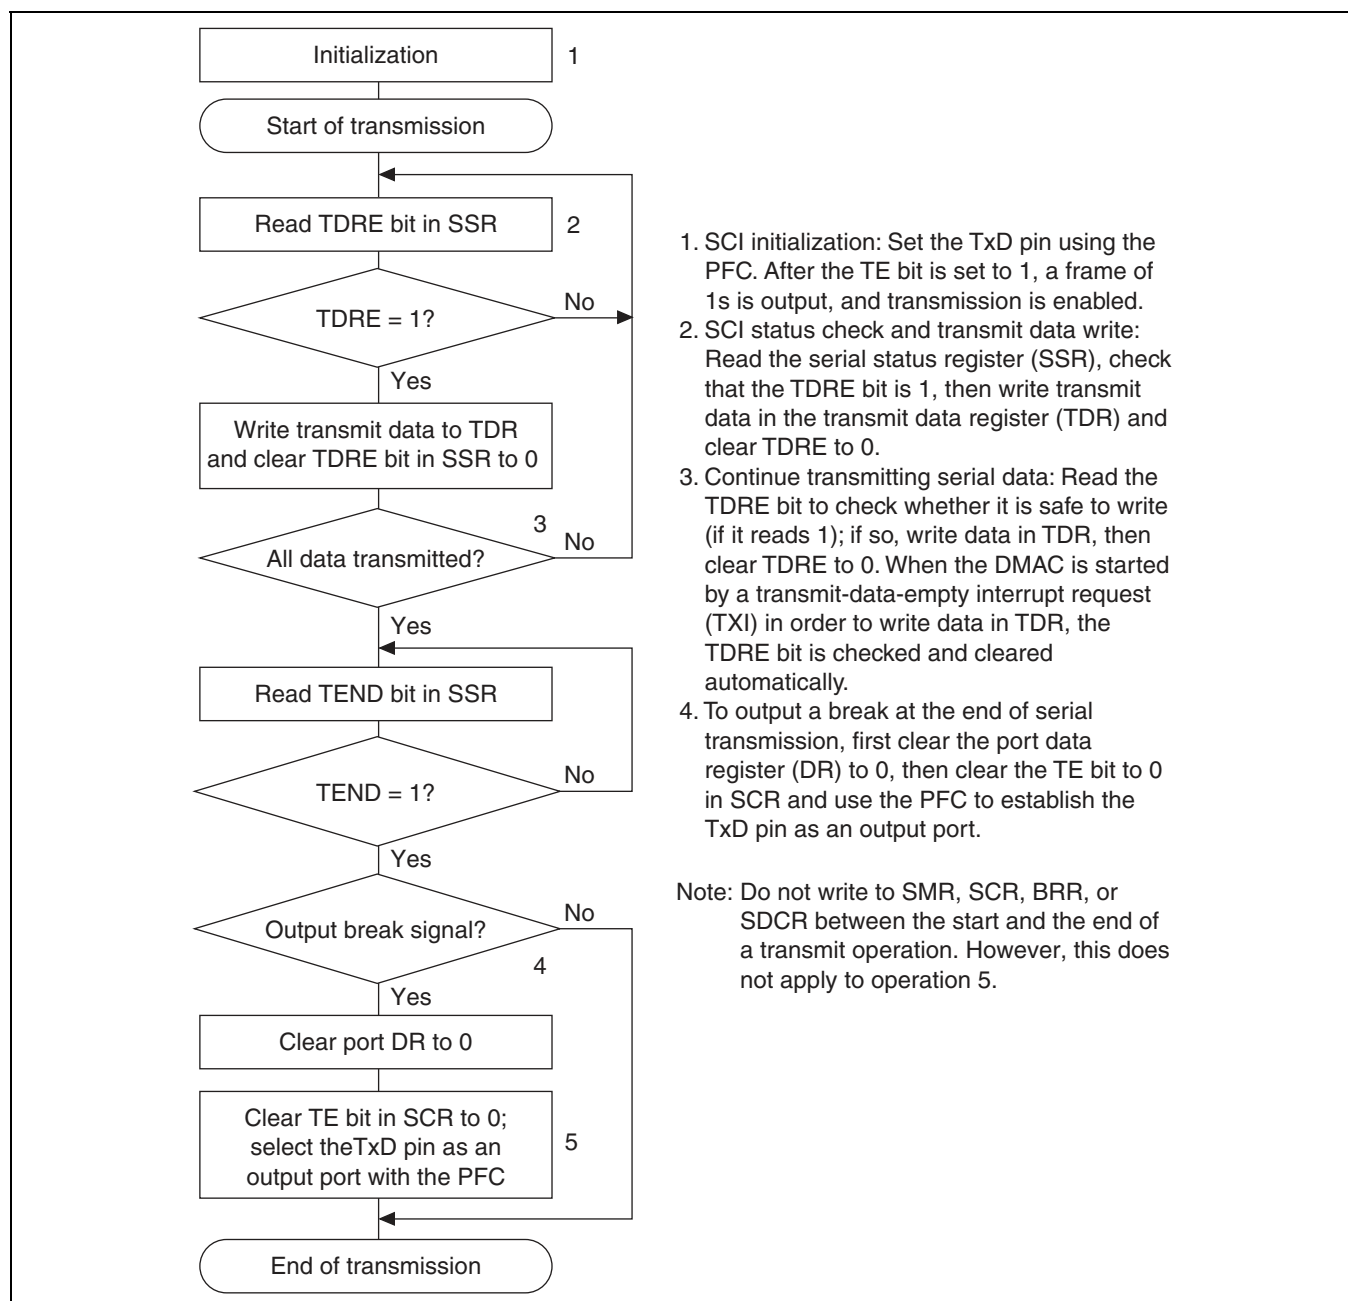 Initialization
1
Start of transmission
Read TDRE bit in SSR
2
TDRE = 1?
No
Yes
Write transmit data to TDR
and clear TDRE bit in SSR to 0
3
All data transmitted?
No
Yes
Read TEND bit in SSR
TEND = 1?
No
Yes
Output break signal?
No
4
Yes
Clear port DR to 0
Clear TE bit in SCR to 0;
select theTxD pin as an
output port with the PFC
5
End of transmission
1. SCI initialization: Set the TxD pin using the
PFC. After the TE bit is set to 1, a frame of
1s is output, and transmission is enabled.
2. SCI status check and transmit data write:
Read the serial status register (SSR), check
that the TDRE bit is 1, then write transmit
data in the transmit data register (TDR) and
clear TDRE to 0.
3. Continue transmitting serial data: Read the
TDRE bit to check whether it is safe to write
(if it reads 1); if so, write data in TDR, then
clear TDRE to 0. When the DMAC is started
by a transmit-data-empty interrupt request
(TXI) in order to write data in TDR, the
TDRE bit is checked and cleared
automatically.
4. To output a break at the end of serial
transmission, first clear the port data
register (DR) to 0, then clear the TE bit to 0
in SCR and use the PFC to establish the
TxD pin as an output port.
Note: Do not write to SMR, SCR, BRR, or
SDCR between the start and the end of
a transmit operation. However, this does
not apply to operation 5.